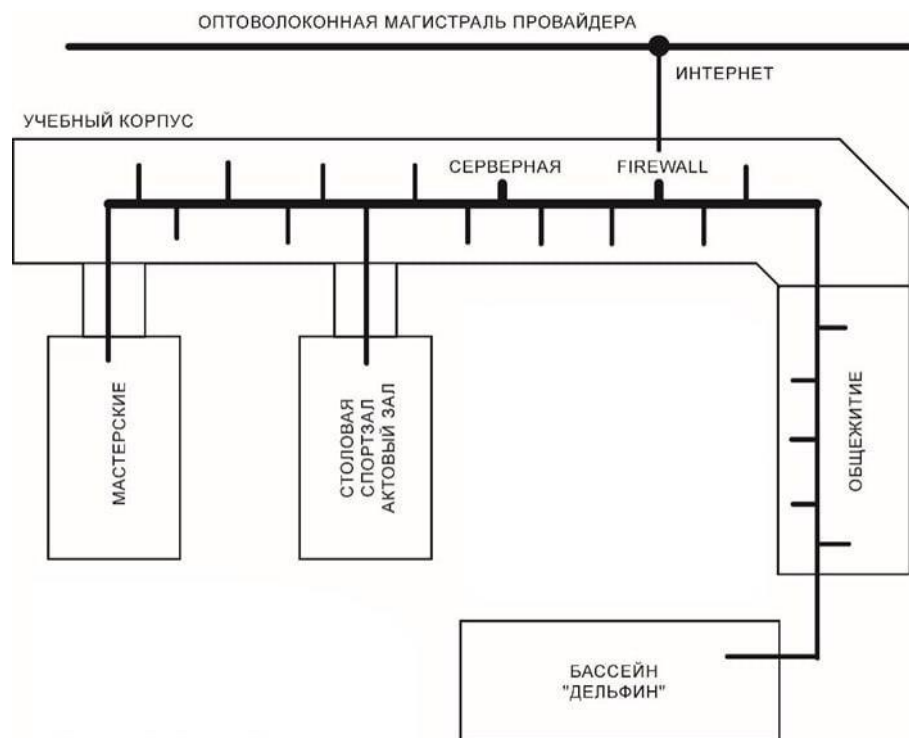 ОПТОВОЛОКОННАЯ МАГИСТРАЛЬ ПРОВАЙДЕРА
ИНТЕРНЕТ
УЧЕБНЫЙ КОРПУС
СЕРВЕРНАЯ
FIREWALL
МАСТЕРСКИЕ
СТОЛОВАЯ
СПОРТЗАЛ
АКТОВЫЙ ЗАЛ
ОБЩЕЖИТИЕ
БАССЕЙН
"ДЕЛЬФИН"